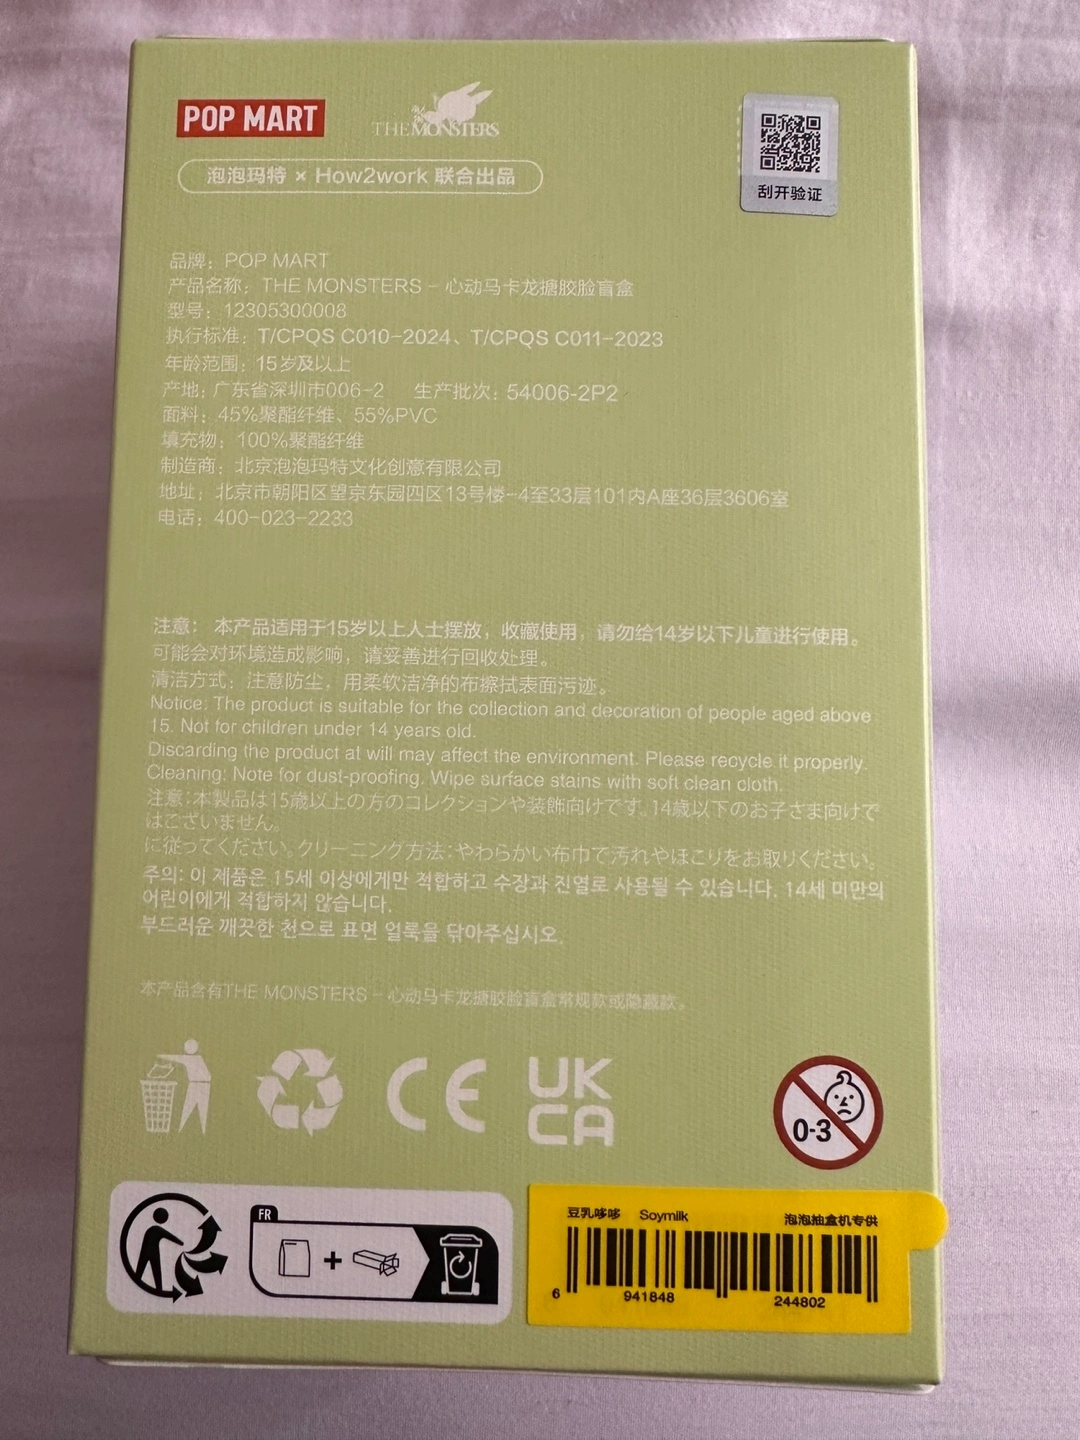 POP MART
THE MONSTERS
泡泡玛特 × How2work 联合出品
刮开验证
品牌：POP MART
产品名称：THE MONSTERS - 心动马卡龙搪胶脸盲盒
型号：12305300008
执行标准：T/CPQS C010-2024、T/CPQS C011-2023
年龄范围：15岁及以上
产地：广东省深圳市006-2 生产批次：54006-2P2
面料：45%聚酯纤维、55%PVC
填充物：100%聚酯纤维
制造商：北京泡泡玛特文化创意有限公司
地址：北京市朝阳区望京东园四区13号楼-4至33层101内A座36层3606室
电话：400-023-2233
注意： 本产品适用于15岁以上人士摆放，收藏使用，请勿给14岁以下儿童进行使用。
可能会对环境造成影响，请妥善进行回收处理。
清洁方式：注意防尘，用柔软洁净的布擦拭表面污迹。
Notice: The product is suitable for the collection and decoration of people aged above
15. Not for children under 14 years old.
Discarding the product at will may affect the environment. Please recycle it properly.
Cleaning: Note for dust-proofing. Wipe surface stains with soft clean cloth.
注意：本製品は15歳以上の方のコレクションや装飾向けです。14歳以下のお子さま向けで
はございません。
に従ってください。クリーニング方法：やわらかい布巾で汚れやほこりをお取りください。
주의: 이 제품은 15세 이상에게만 적합하고 수장과 진열로 사용될 수 있습니다. 14세 미만의
어린이에게 적합하지 않습니다.
부드러운 깨끗한 천으로 표면 얼룩을 닦아주십시오.
本产品含有THE MONSTERS - 心动马卡龙搪胶脸盲盒常规款或隐藏款。
CE
UK
CA
0-3
FR
+
豆乳哆哆 Soymilk 泡泡抽盒机专供
6 941848 244802